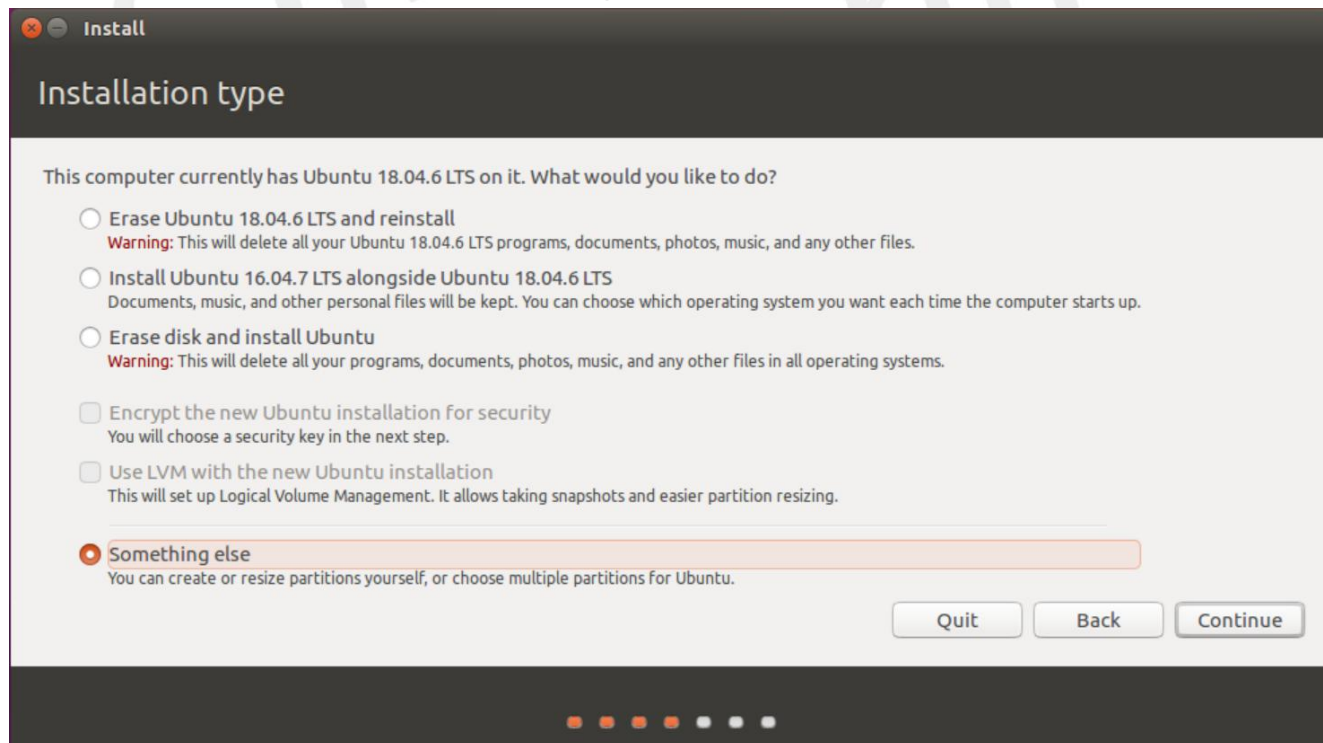 Install
Installation type
This computer currently has Ubuntu 18.04.6 LTS on it. What would you like to do?
Erase Ubuntu 18.04.6 LTS and reinstall
Warning: This will delete all your Ubuntu 18.04.6 LTS programs, documents, photos, music, and any other files.
Install Ubuntu 16.04.7 LTS alongside Ubuntu 18.04.6 LTS
Documents, music, and other personal files will be kept. You can choose which operating system you want each time the computer starts up.
Erase disk and install Ubuntu
Warning: This will delete all your programs, documents, photos, music, and any other files in all operating systems.
Encrypt the new Ubuntu installation for security
You will choose a security key in the next step.
Use LVM with the new Ubuntu installation
This will set up Logical Volume Management. It allows taking snapshots and easier partition resizing.
Something else
You can create or resize partitions yourself, or choose multiple partitions for Ubuntu.
Quit Back Continue